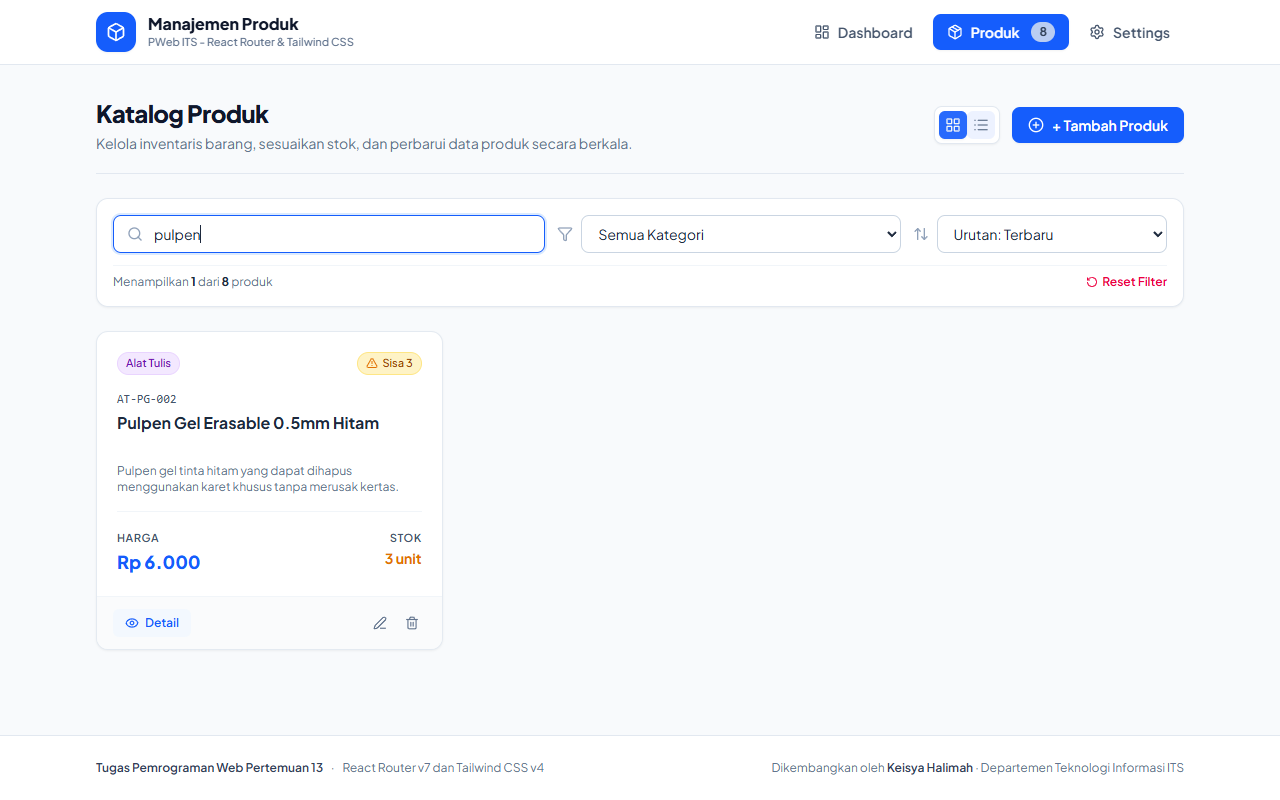 Manajemen Produk
PWeb ITS - React Router & Tailwind CSS
Dashboard
Produk 8
Settings
Katalog Produk
Kelola inventaris barang, sesuaikan stok, dan perbarui data produk secara berkala.
+ Tambah Produk
pulpen
Semua Kategori
Urutan: Terbaru
Menampilkan 1 dari 8 produk
Reset Filter
Alat Tulis
Sisa 3
AT-PG-002
Pulpen Gel Erasable 0.5mm Hitam
Pulpen gel tinta hitam yang dapat dihapus
menggunakan karet khusus tanpa merusak kertas.
HARGA
STOK
Rp 6.000
3 unit
Detail
Tugas Pemrograman Web Pertemuan 13 · React Router v7 dan Tailwind CSS v4
Dikembangkan oleh Keisya Halimah · Departemen Teknologi Informasi ITS